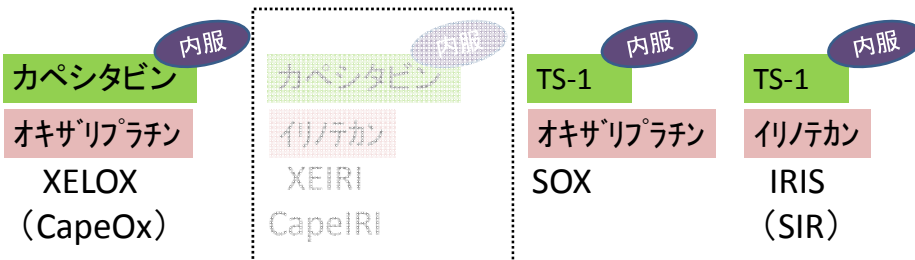 内服
カペシタビン
オキサﾞリプラチン
XELOX
（CapeOx）
内服
カペシタビン
イリノテカン
XEIRI
CapeIRI
内服
TS-1
オキサﾞリプラチン
SOX
内服
TS-1
イリノテカン
IRIS
（SIR）